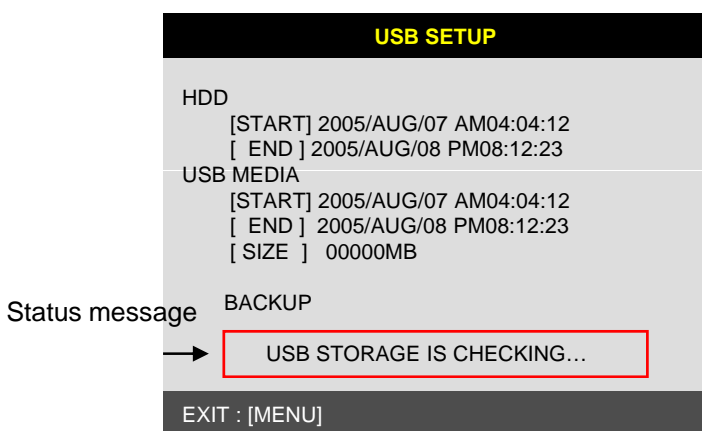 USB SETUP
HDD
[START] 2005/AUG/07 AM04:04:12
[ END ] 2005/AUG/08 PM08:12:23
USB MEDIA
[START] 2005/AUG/07 AM04:04:12
[ END ] 2005/AUG/08 PM08:12:23
[ SIZE ] 00000MB
BACKUP
Status message
USB STORAGE IS CHECKING…
EXIT : [MENU]